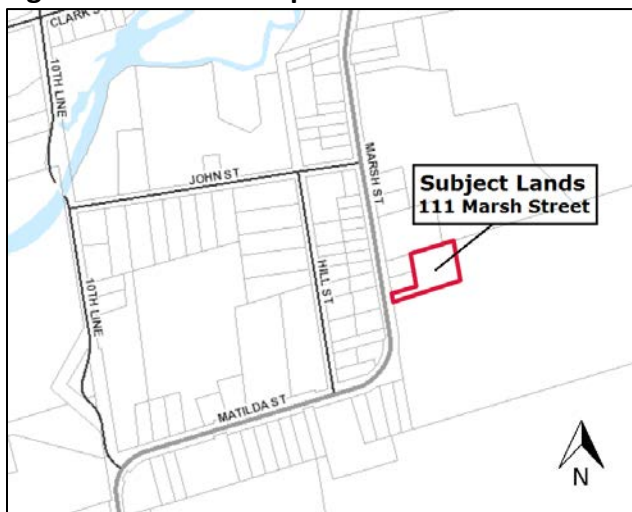 CLARK S
10TH LINE
JOHN ST
MARSH ST
Subject Lands
111 Marsh Street
HILL ST
10TH LINE
MATILDA ST
N